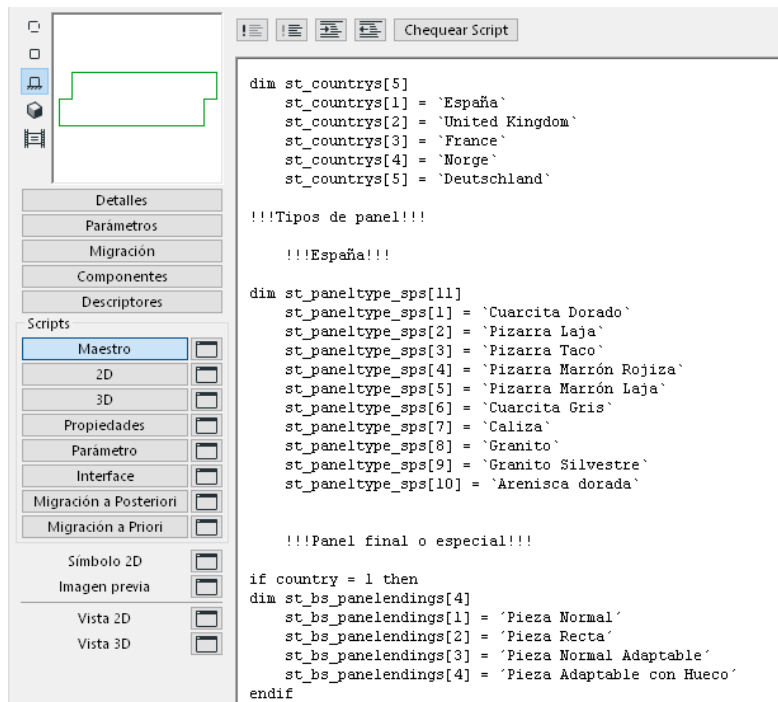 Chequear Script
Detalles
Parámetros
Migración
Componentes
Descriptores
Scripts
Maestro
2D
3D
Propiedades
Parámetro
Interface
Migración a Posteriori
Migración a Priori
Símbolo 2D
Imagen previa
Vista 2D
Vista 3D
dim st_countrys[5]
st_countrys[1] = `España`
st_countrys[2] = `United Kingdom`
st_countrys[3] = `France`
st_countrys[4] = `Norge`
st_countrys[5] = `Deutschland`
!!!Tipos de panel!!!
!!!España!!!
dim st_paneltype_sps[11]
st_paneltype_sps[1] = `Cuarcita Dorado`
st_paneltype_sps[2] = `Pizarra Laja`
st_paneltype_sps[3] = `Pizarra Taco`
st_paneltype_sps[4] = `Pizarra Marrón Rojiza`
st_paneltype_sps[5] = `Pizarra Marrón Laja`
st_paneltype_sps[6] = `Cuarcita Gris`
st_paneltype_sps[7] = `Caliza`
st_paneltype_sps[8] = `Granito`
st_paneltype_sps[9] = `Granito Silvestre`
st_paneltype_sps[10] = `Arenisca dorada`
!!!Panel final o especial!!!
if country = 1 then
dim st_bs_panelendings[4]
st_bs_panelendings[1] = ´Pieza Normal´
st_bs_panelendings[2] = ´Pieza Recta´
st_bs_panelendings[3] = ´Pieza Normal Adaptable´
st_bs_panelendings[4] = ´Pieza Adaptable con Hueco´
endif